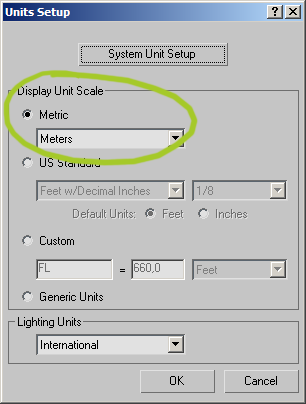 Units Setup
System Unit Setup
Display Unit Scale
Metric
Meters
US Standard
Feet w/Decimal Inches 1/8
Default Units: Feet Inches
Custom
FL = 660,0 Feet
Generic Units
Lighting Units
International
OK Cancel